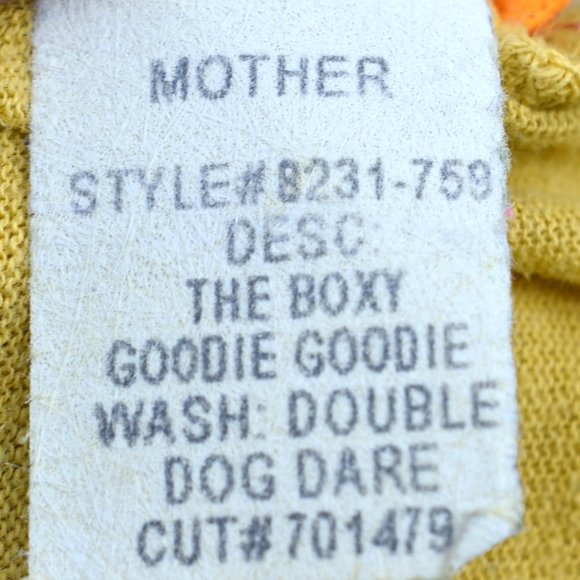 MOTHER
STYLE#8231-759
DESC
THE BOXY
GOODIE GOODIE
WASH: DOUBLE
DOG DARE
CUT#701479